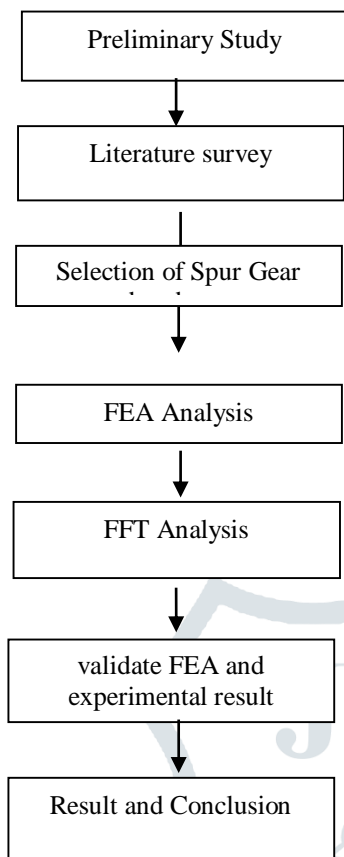 Preliminary Study
Literature survey
Selection of Spur Gear
FEA Analysis
FFT Analysis
validate FEA and
experimental result
Result and Conclusion